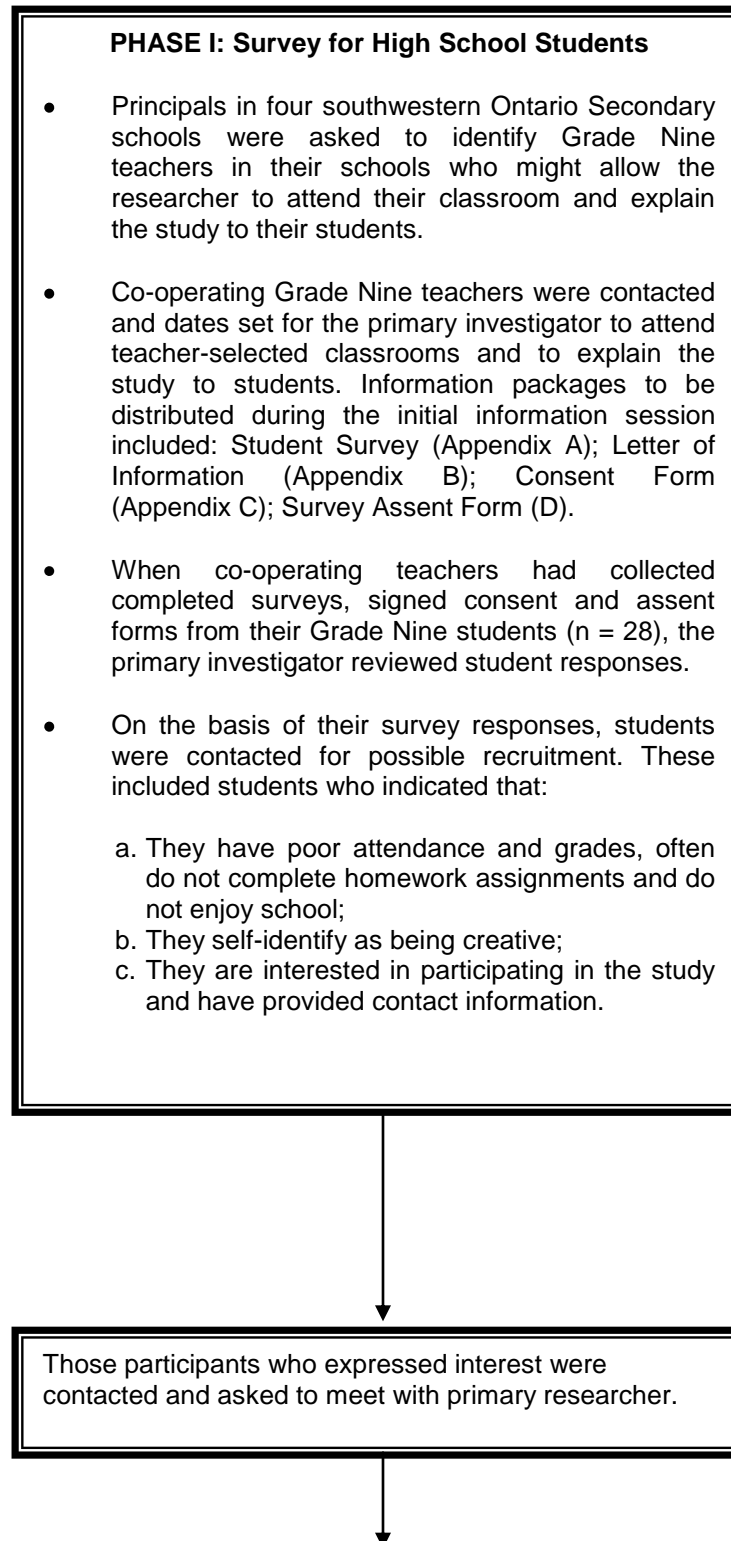 PHASE I: Survey for High School Students
• Principals in four southwestern Ontario Secondary
schools were asked to identify Grade Nine
teachers in their schools who might allow the
researcher to attend their classroom and explain
the study to their students.
• Co-operating Grade Nine teachers were contacted
and dates set for the primary investigator to attend
teacher-selected classrooms and to explain the
study to students. Information packages to be
distributed during the initial information session
included: Student Survey (Appendix A); Letter of
Information (Appendix B); Consent Form
(Appendix C); Survey Assent Form (D).
• When co-operating teachers had collected
completed surveys, signed consent and assent
forms from their Grade Nine students (n = 28), the
primary investigator reviewed student responses.
• On the basis of their survey responses, students
were contacted for possible recruitment. These
included students who indicated that:
a. They have poor attendance and grades, often
do not complete homework assignments and do
not enjoy school;
b. They self-identify as being creative;
c. They are interested in participating in the study
and have provided contact information.
Those participants who expressed interest were
contacted and asked to meet with primary researcher.